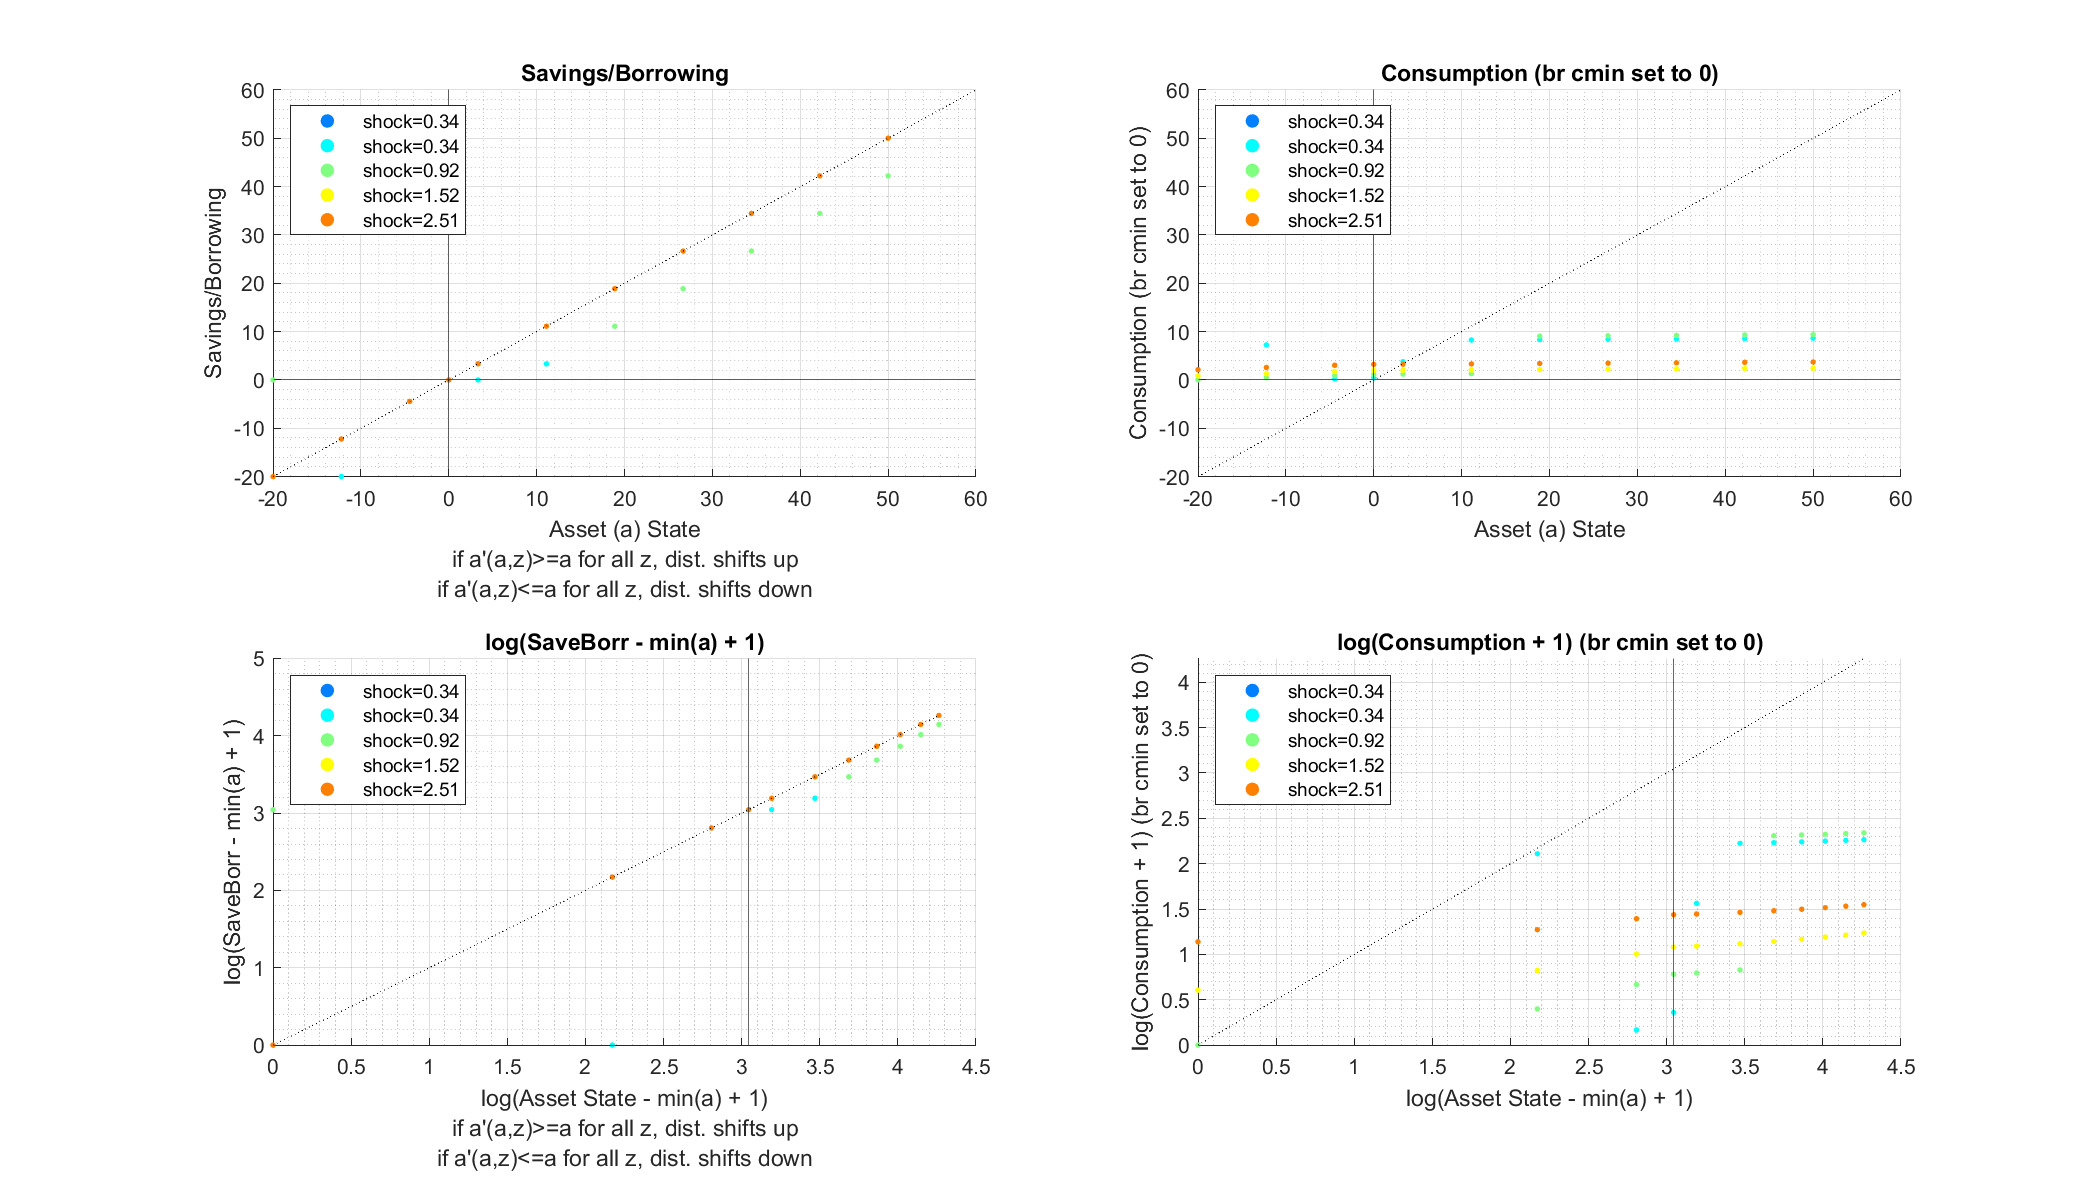 Savings/Borrowing
60
50
40
30
20
10
0
-10
-20
Savings/Borrowing
shock=0.34
shock=0.34
shock=0.92
shock=1.52
shock=2.51
-20 -10 0 10 20 30 40 50 60
Asset (a) State
if a'(a,z)>=a for all z, dist. shifts up
if a'(a,z)<=a for all z, dist. shifts down
Consumption (br cmin set to 0)
60
50
40
30
20
10
0
-10
-20
Consumption (br cmin set to 0)
shock=0.34
shock=0.34
shock=0.92
shock=1.52
shock=2.51
-20 -10 0 10 20 30 40 50 60
Asset (a) State
log(SaveBorr - min(a) + 1)
5
4
3
2
1
0
log(SaveBorr - min(a) + 1)
shock=0.34
shock=0.34
shock=0.92
shock=1.52
shock=2.51
0 0.5 1 1.5 2 2.5 3 3.5 4 4.5
log(Asset State - min(a) + 1)
if a'(a,z)>=a for all z, dist. shifts up
if a'(a,z)<=a for all z, dist. shifts down
log(Consumption + 1) (br cmin set to 0)
4
3.5
3
2.5
2
1.5
1
0.5
0
log(Consumption + 1) (br cmin set to 0)
shock=0.34
shock=0.34
shock=0.92
shock=1.52
shock=2.51
0 0.5 1 1.5 2 2.5 3 3.5 4 4.5
log(Asset State - min(a) + 1)